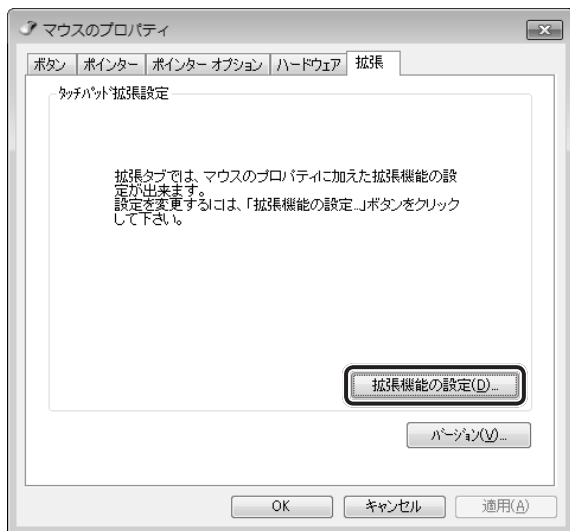 マウスのプロパティ
ボタン ポインター ポインター オプション ハードウェア 拡張
タッチパッド拡張設定
拡張タブでは、マウスのプロパティに加えた拡張機能の設
定が出来ます。
設定を変更するには、「拡張機能の設定...」ボタンをクリック
して下さい。
拡張機能の設定(D)...
バージョン(V)...
OK キャンセル 適用(A)